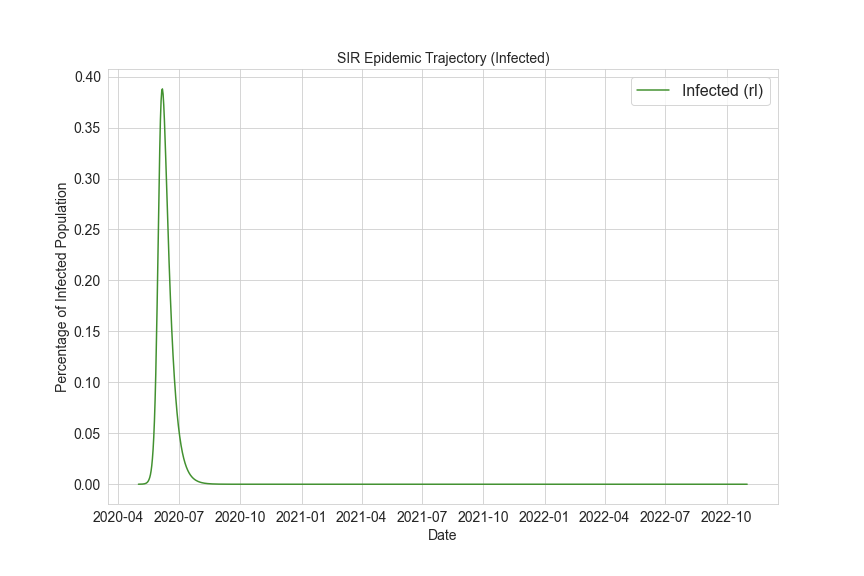 SIR Epidemic Trajectory (Infected)
Infected (rI)
Percentage of Infected Population
0.40
0.35
0.30
0.25
0.20
0.15
0.10
0.05
0.00
2020-04 2020-07 2020-10 2021-01 2021-04 2021-07 2021-10 2022-01 2022-04 2022-07 2022-10
Date